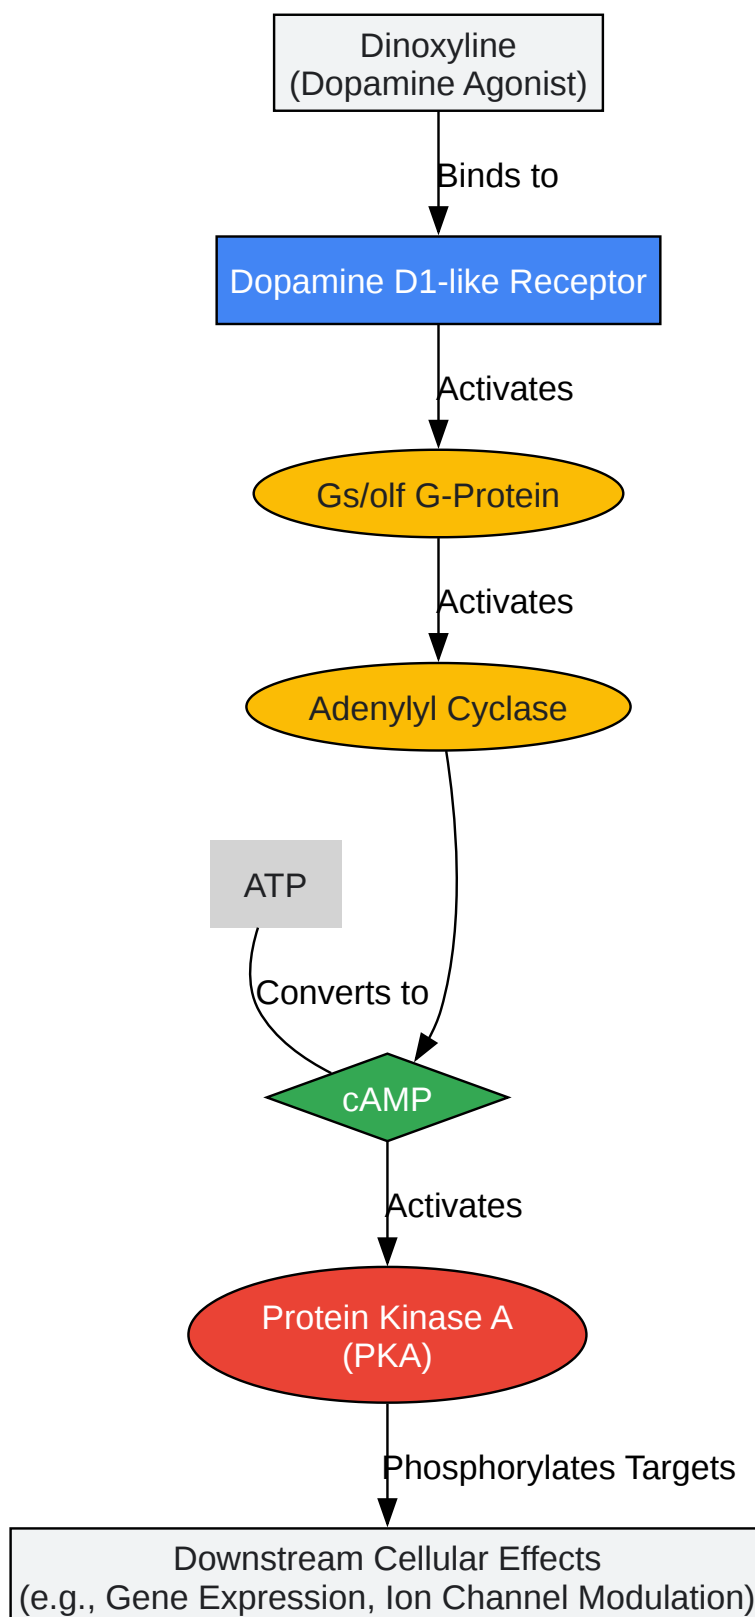 Dinoxyline
(Dopamine Agonist)
Binds to
Dopamine D1-like Receptor
Activates
Gs/olf G-Protein
Activates
Adenylyl Cyclase
ATP
Converts to
cAMP
Activates
Protein Kinase A
(PKA)
Phosphorylates Targets
Downstream Cellular Effects
(e.g., Gene Expression, Ion Channel Modulation)